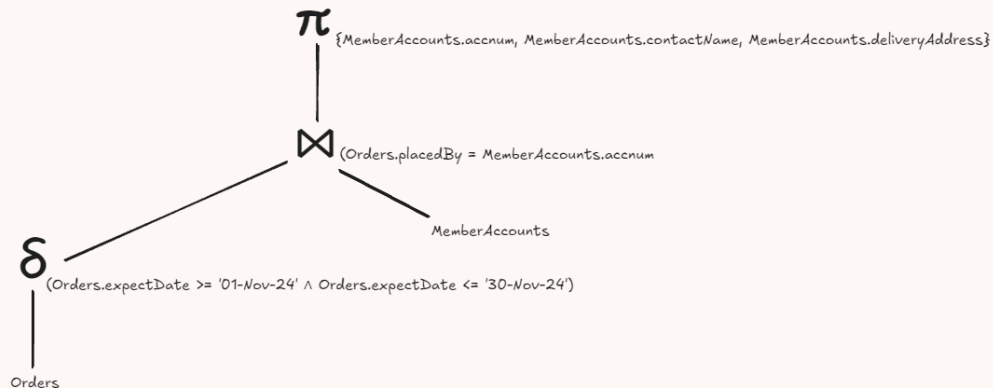 π
{MemberAccounts.accnum, MemberAccounts.contactName, MemberAccounts.deliveryAddress}
⋈
(Orders.placedBy = MemberAccounts.accnum
MemberAccounts
δ
(Orders.expectDate >= '01-Nov-24' ∧ Orders.expectDate <= '30-Nov-24')
Orders